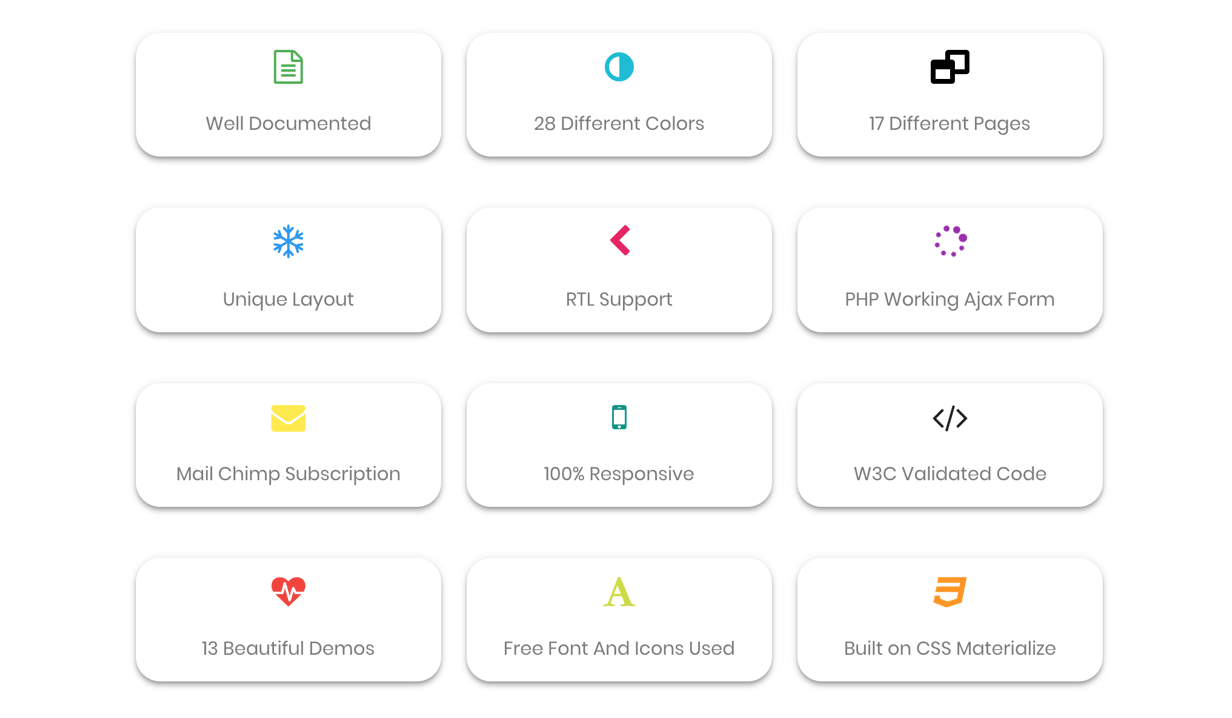 Well Documented
28 Different Colors
17 Different Pages
Unique Layout
RTL Support
PHP Working Ajax Form
Mail Chimp Subscription
100% Responsive
W3C Validated Code
13 Beautiful Demos
Free Font And Icons Used
Built on CSS Materialize